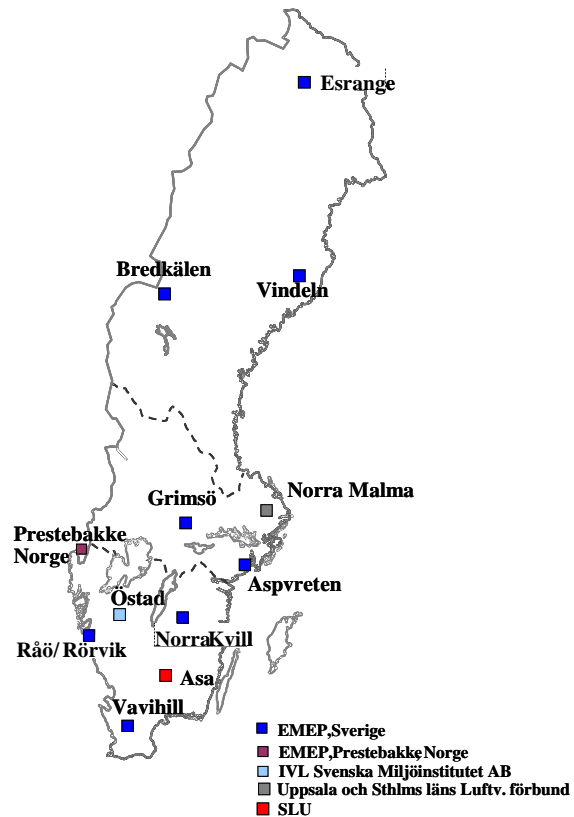 Esrange
Bredkälen
Vindeln
Grimsö
Norra Malma
Prestebakke
Norge
Aspvreten
Östad
Råö/ Rörvik
NorraKvill
Asa
Vavihill
EMEP,Sverige
EMEP,Prestebakke,Norge
IVL Svenska Miljöinstitutet AB
Uppsala och Sthlms läns Luftv. förbund
SLU